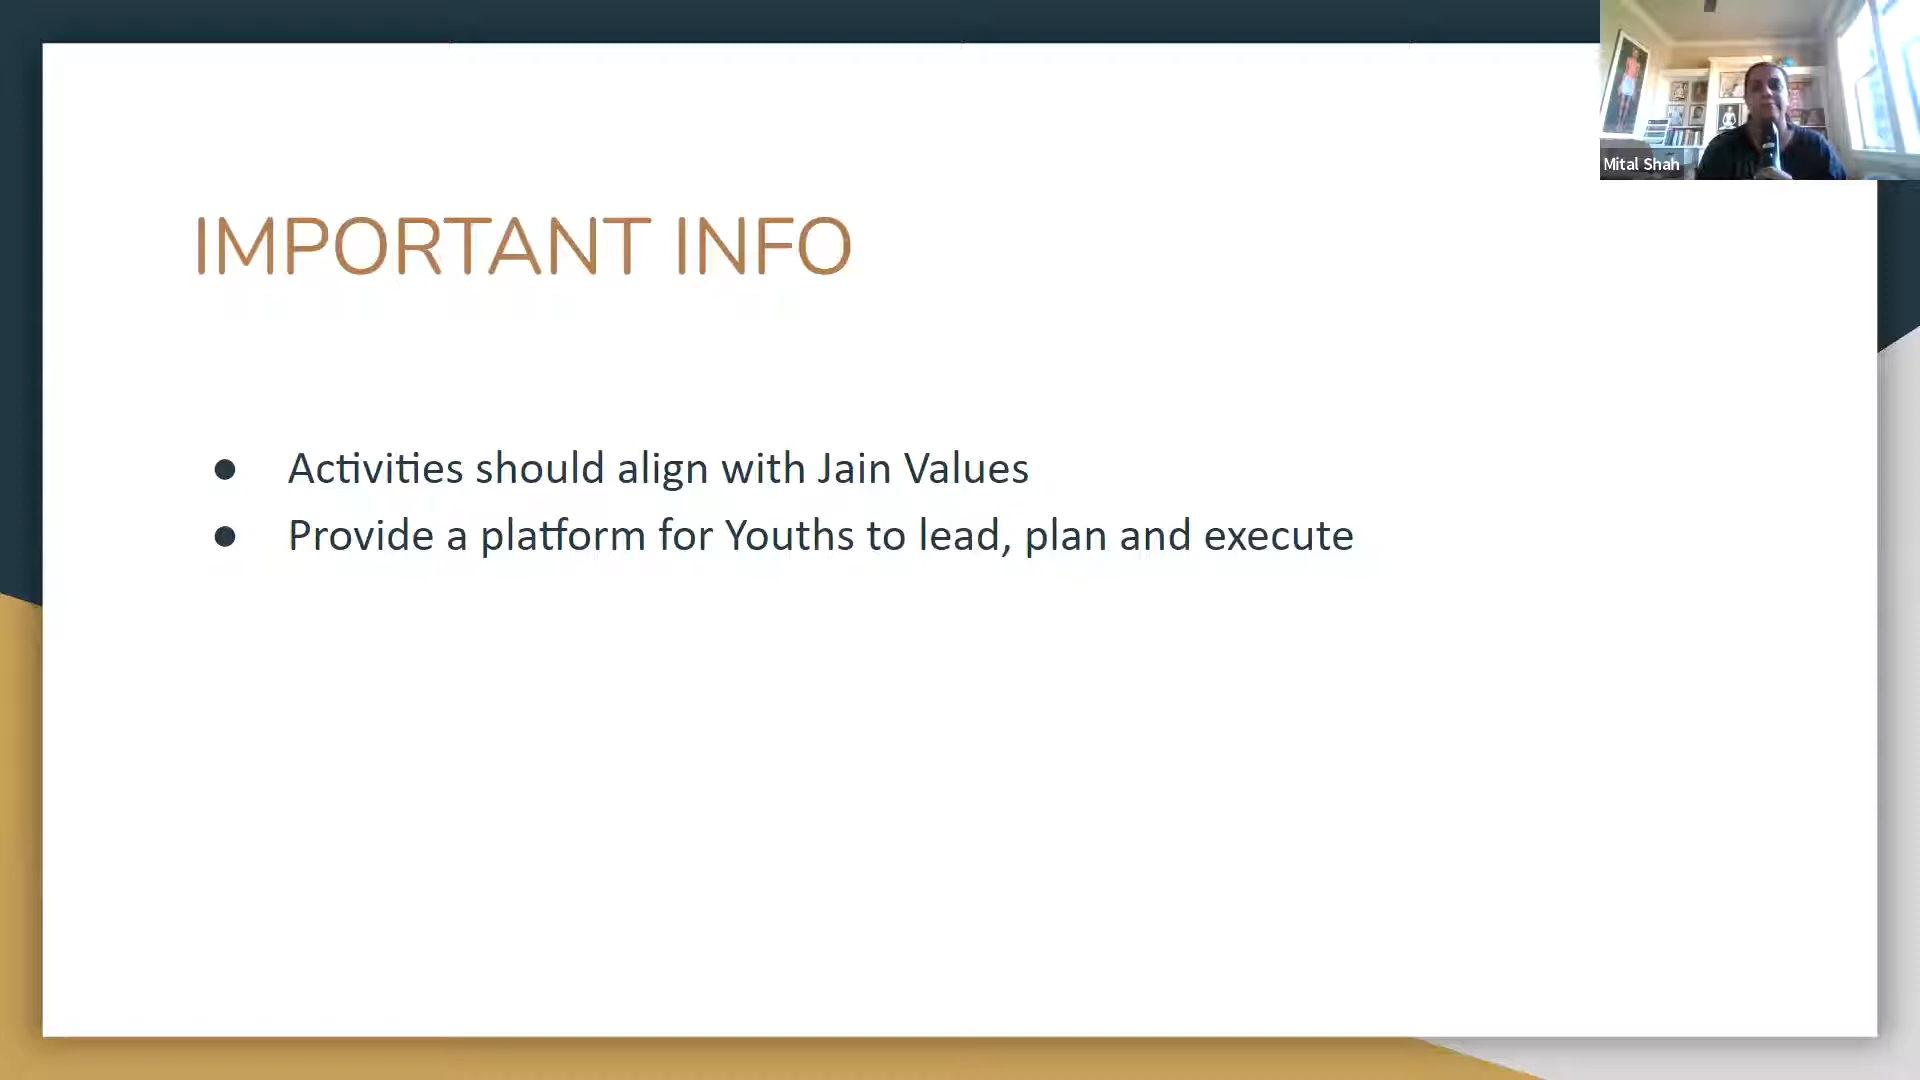 Mital Shah
IMPORTANT INFO
● Activities should align with Jain Values
● Provide a platform for Youths to lead, plan and execute